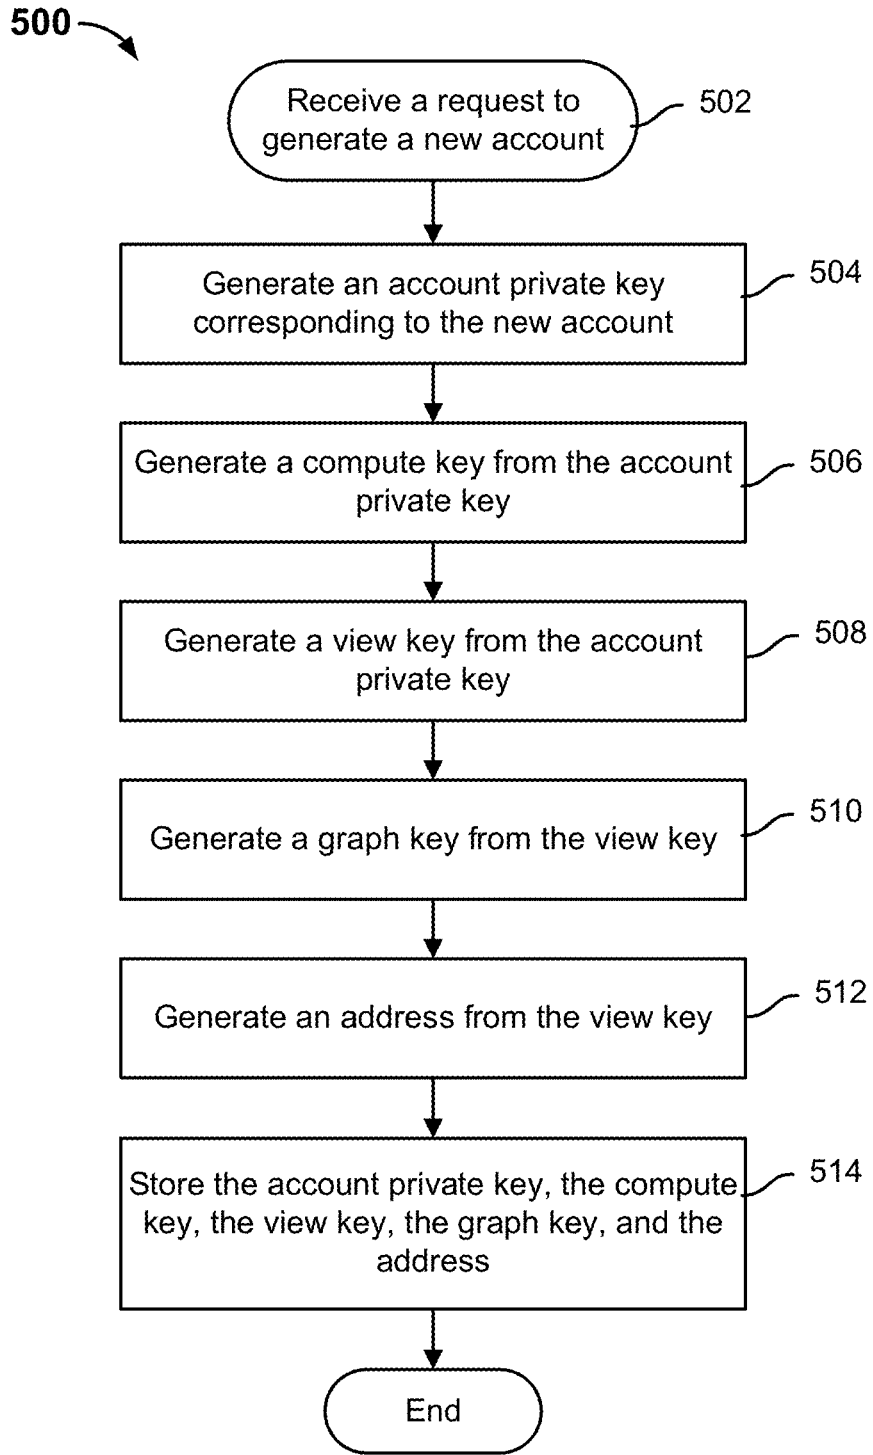 500
Receive a request to
generate a new account
502
Generate an account private key
corresponding to the new account
504
Generate a compute key from the account
private key
506
Generate a view key from the account
private key
508
Generate a graph key from the view key
510
Generate an address from the view key
512
Store the account private key, the compute
key, the view key, the graph key, and the
address
514
End